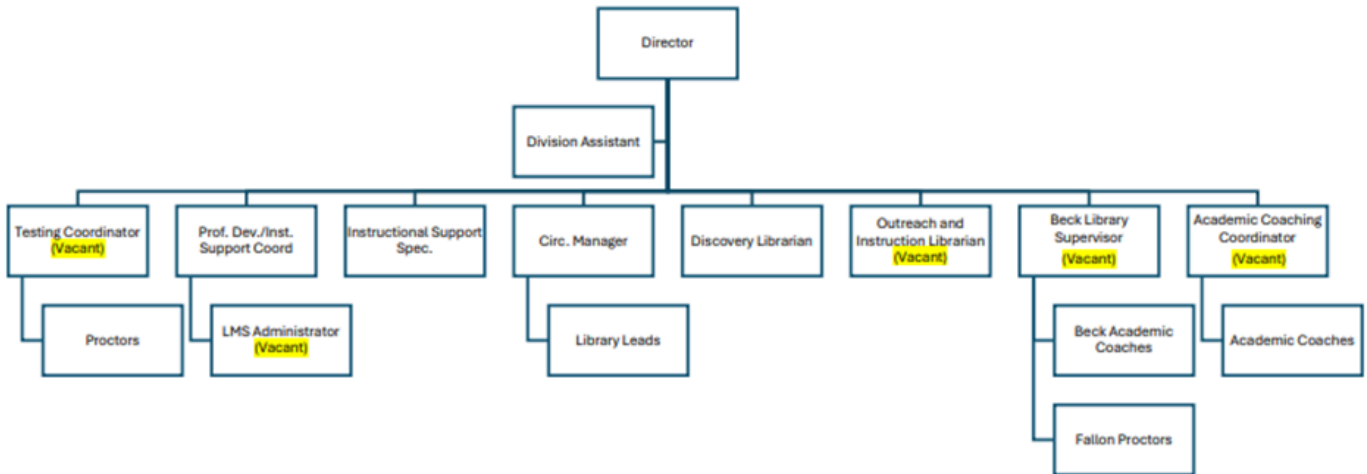 Director
Division Assistant
Testing Coordinator
(Vacant)
Prof. Dev./Inst.
Support Coord
Instructional Support
Spec.
Circ. Manager
Discovery Librarian
Outreach and
Instruction Librarian
(Vacant)
Beck Library
Supervisor
(Vacant)
Academic Coaching
Coordinator
(Vacant)
Proctors
LMS Administrator
(Vacant)
Library Leads
Beck Academic
Coaches
Academic Coaches
Fallon Proctors